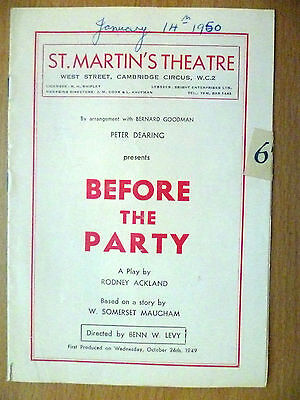 January 14th 1950
ST. MARTIN'S THEATRE
WEST STREET, CAMBRIDGE CIRCUS, W.C.2
By arrangement with BERNARD GOODMAN
PETER DEARING
presents
BEFORE
THE
PARTY
A Play by
RODNEY ACKLAND
Based on a story by
W. SOMERSET MAUGHAM
Directed by BENN W. LEVY
First Produced on Wednesday, October 26th, 1949
6